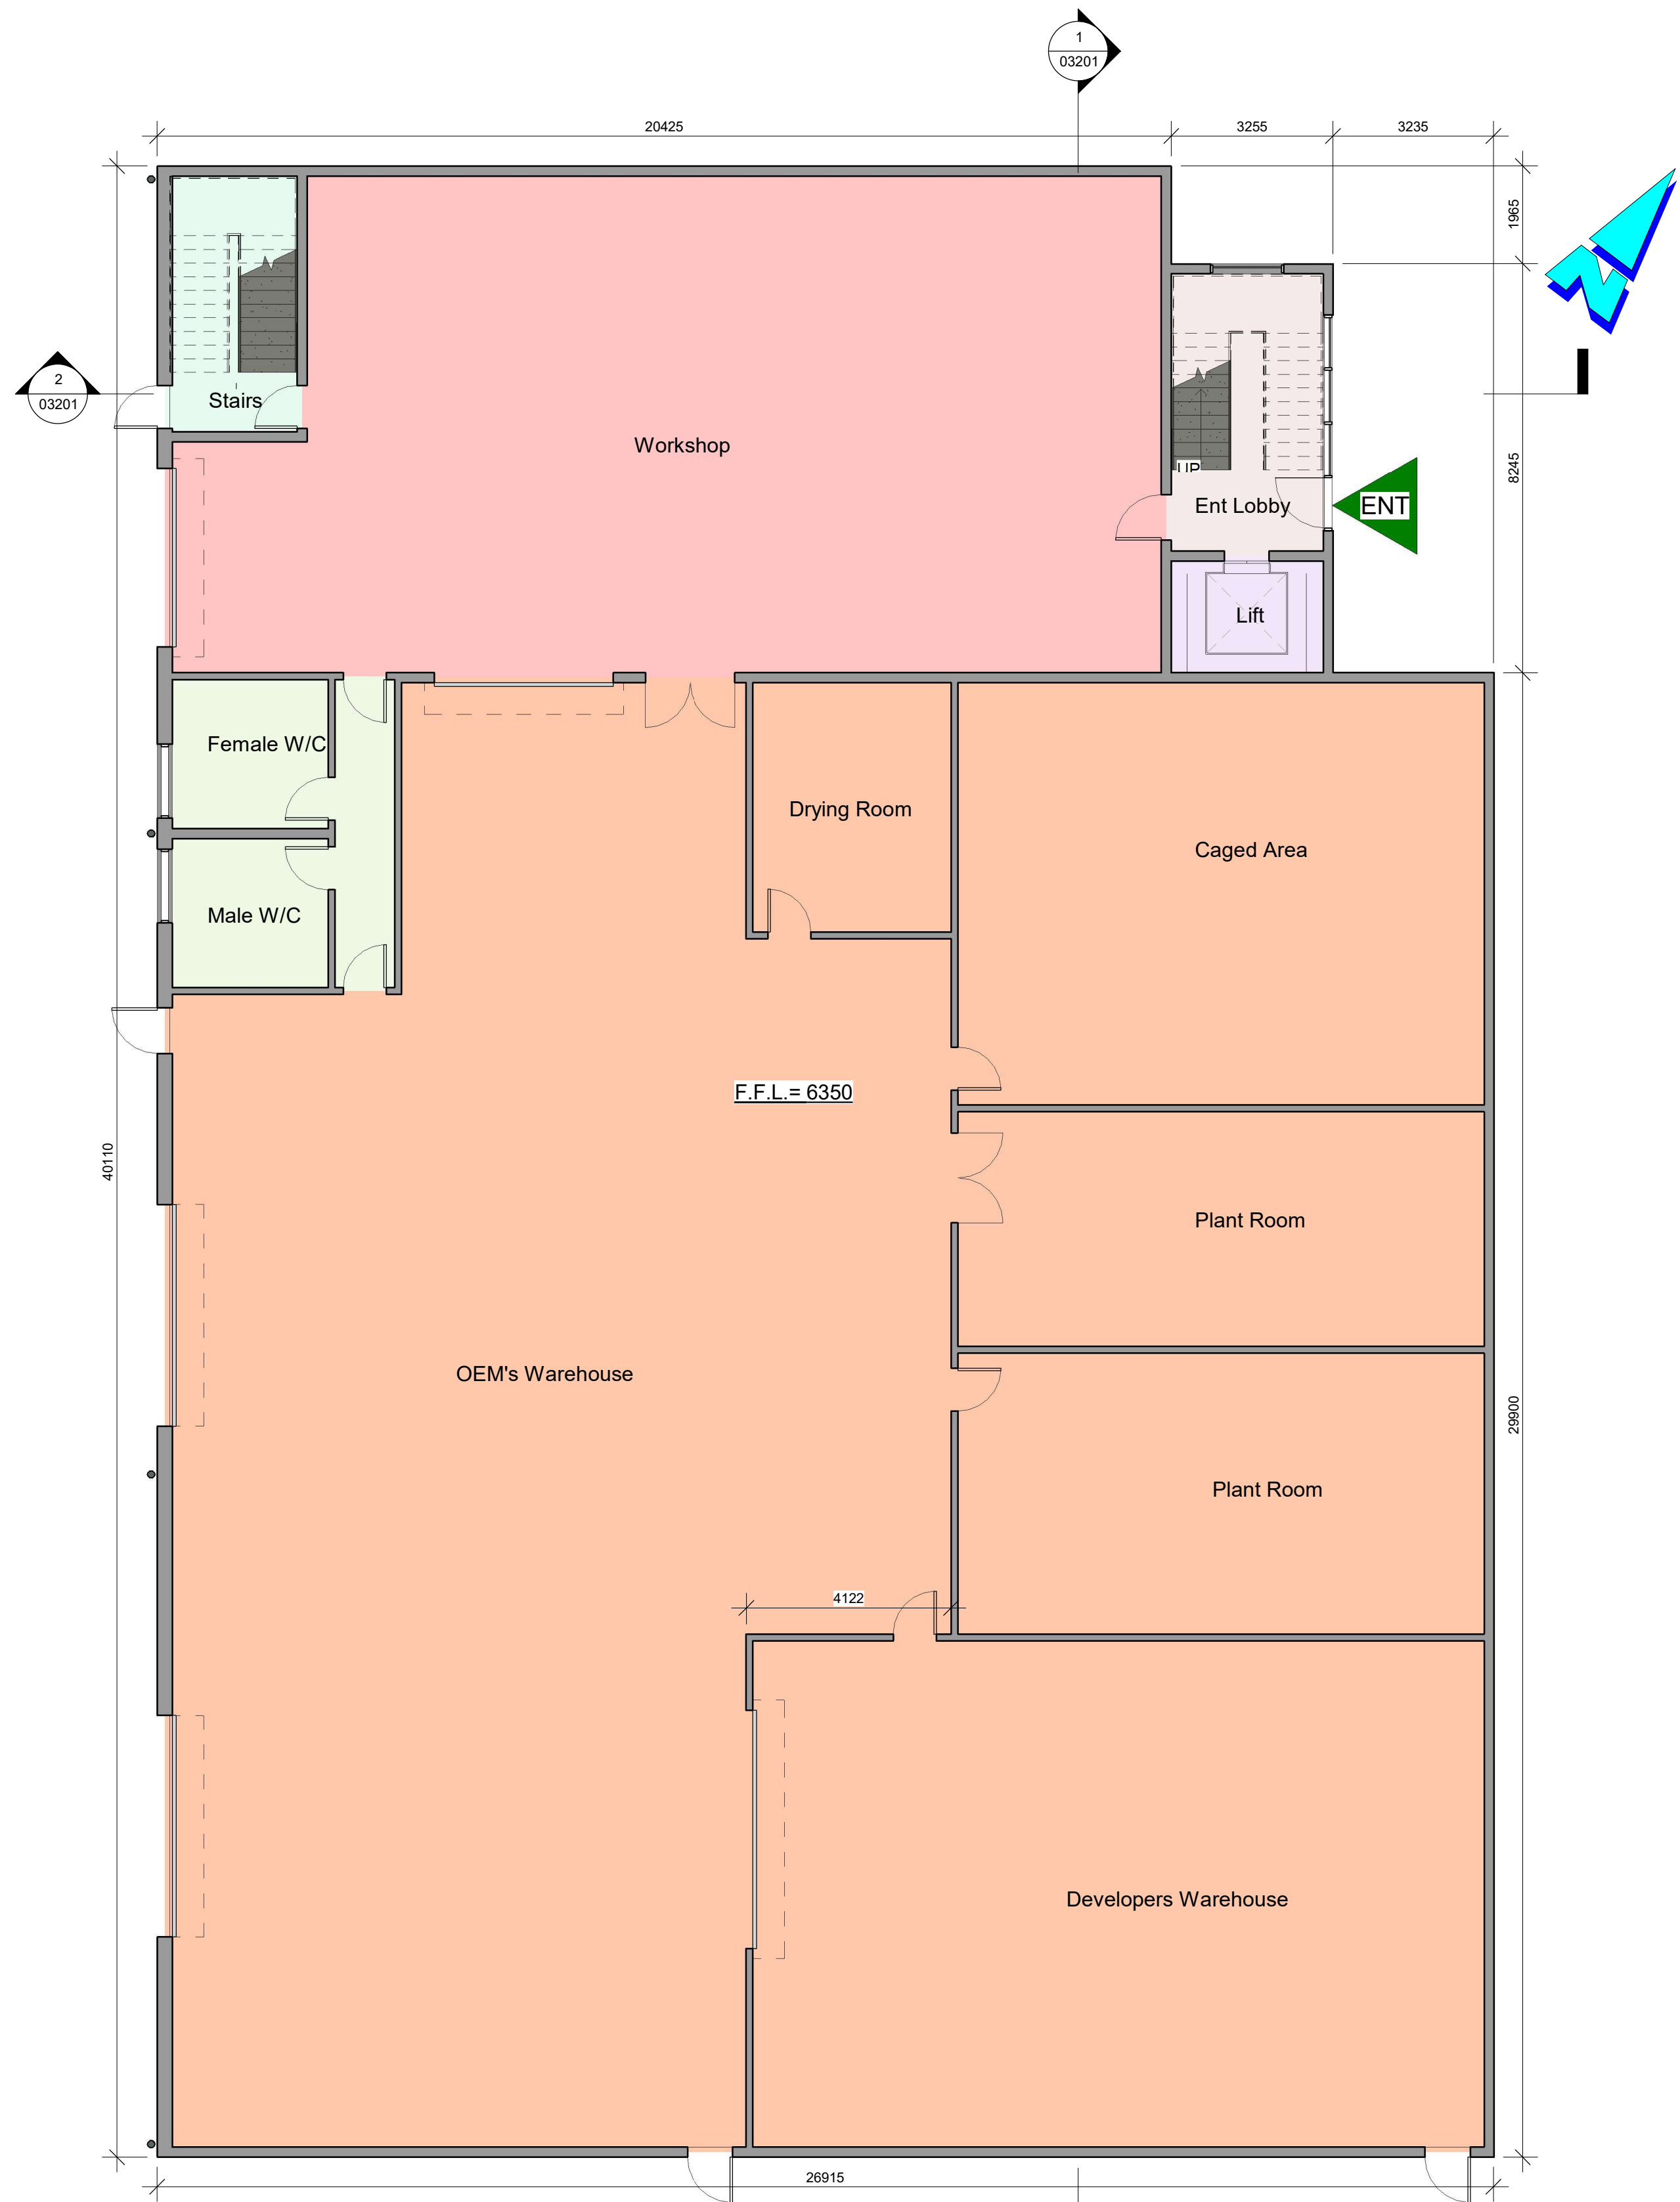 1
03201
20425
3255
3235
1965
2
03201
Stairs
Workshop
UP
8245
Ent Lobby
ENT
Lift
Female W/C
Drying Room
Caged Area
Male W/C
F.F.L.= 6350
40110
Plant Room
OEM's Warehouse
29900
Plant Room
4122
Developers Warehouse
26915